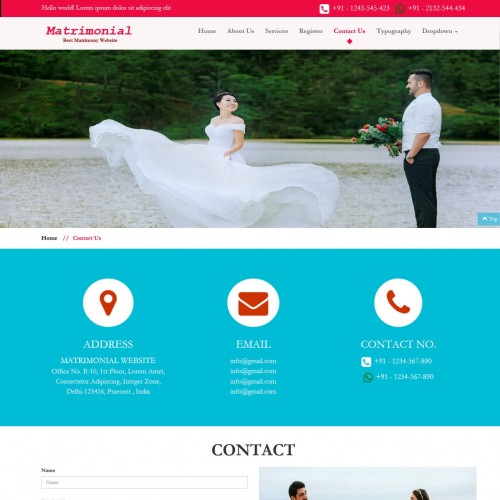 Hello world! Lorem ipsum dolor sit adipiscing elit
+91 - 1243-545-423
+91 - 2132-544-434
Matrimonial
Best Matrimony Website
Home
About Us
Services
Register
Contact Us
Typography
Dropdown
Top
Home // Contact Us
ADDRESS
MATRIMONIAL WEBSITE
Office No. B-10, 1st Ploor, Lorem Amet,
Consectetur Adipiscing, Integer Zone,
Delhi-123456, Praesent , India
EMAIL
info@gmail.com
info@gmail.com
info@gmail.com
info@gmail.com
CONTACT NO.
+91 - 1234-567-890
+91 - 1234-567-890
CONTACT
Name
Name